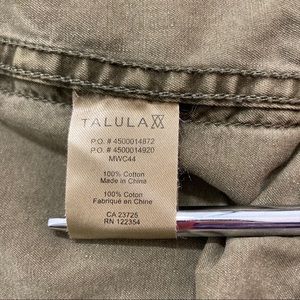 TALULA
P.O. # 4500014872
P.O. # 4500014920
MWC44
100% Cotton
Made in China
100% Coton
Fabriqué en Chine
CA 23725
RN 122354